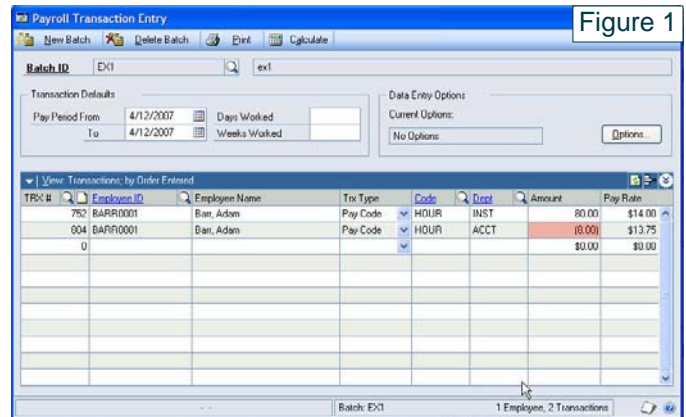 Payroll Transaction Entry
Figure 1
New Batch Delete Batch Print Calculate
Batch ID EX1 ex1
Transaction Defaults Data Entry Options
Pay Period From 4/12/2007 Days Worked Current Options:
To 4/12/2007 Weeks Worked No Options Options...
View: Transactions; by Order Entered
TRX # Employee ID Employee Name Trx Type Code Dept Amount Pay Rate
752 BARR0001 Barr, Adam Pay Code HOUR INST 80.00 $14.00
804 BARR0001 Barr, Adam Pay Code HOUR ACCT (8.00) $13.75
0 $0.00 $0.00
- - Batch: EX1 1 Employee, 2 Transactions